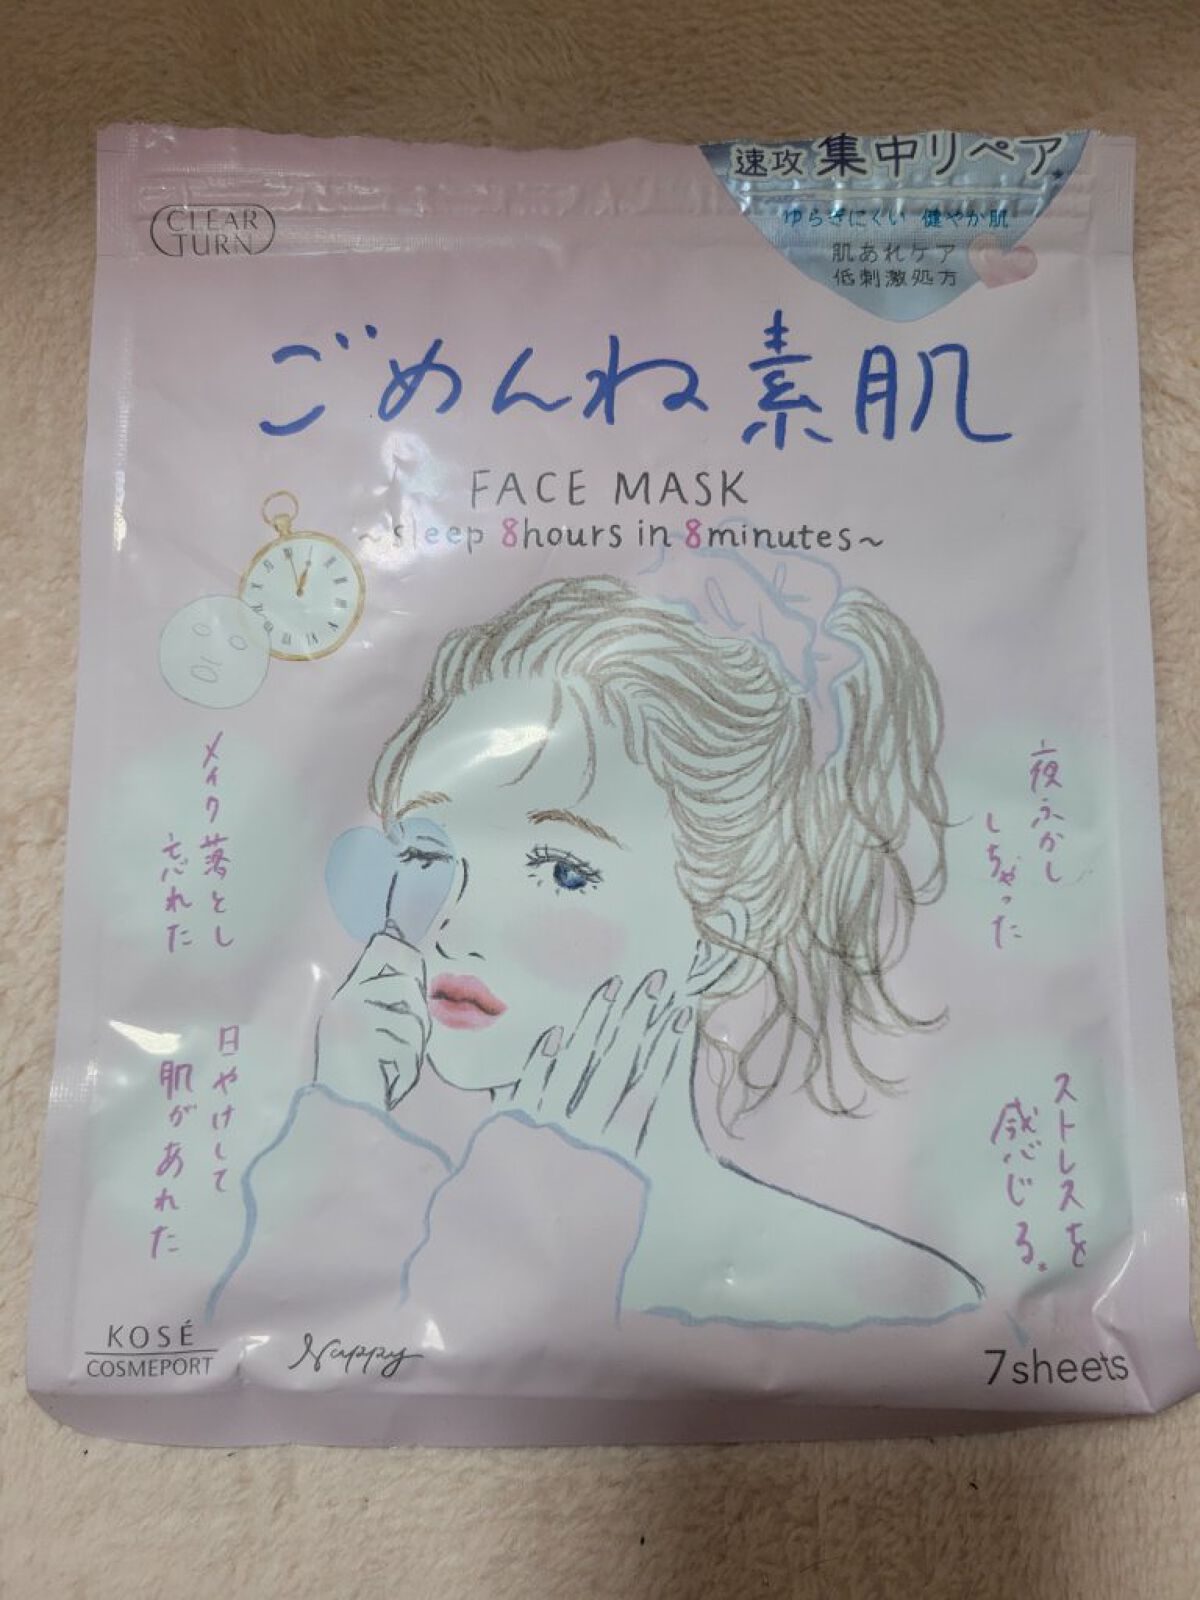 CLEAR
TURN
速攻 集中リペア
ゆらぎにくい 健やか肌
肌あれケア
低刺激処方
ごめんね素肌
FACE MASK
~sleep 8hours in 8minutes~
メイク落とし
忘れた
夜ふかし
しちゃった
日やけして
肌があれた
ストレスを
感じる。
KOSÉ
COSMEPORT
Nappy
7sheets